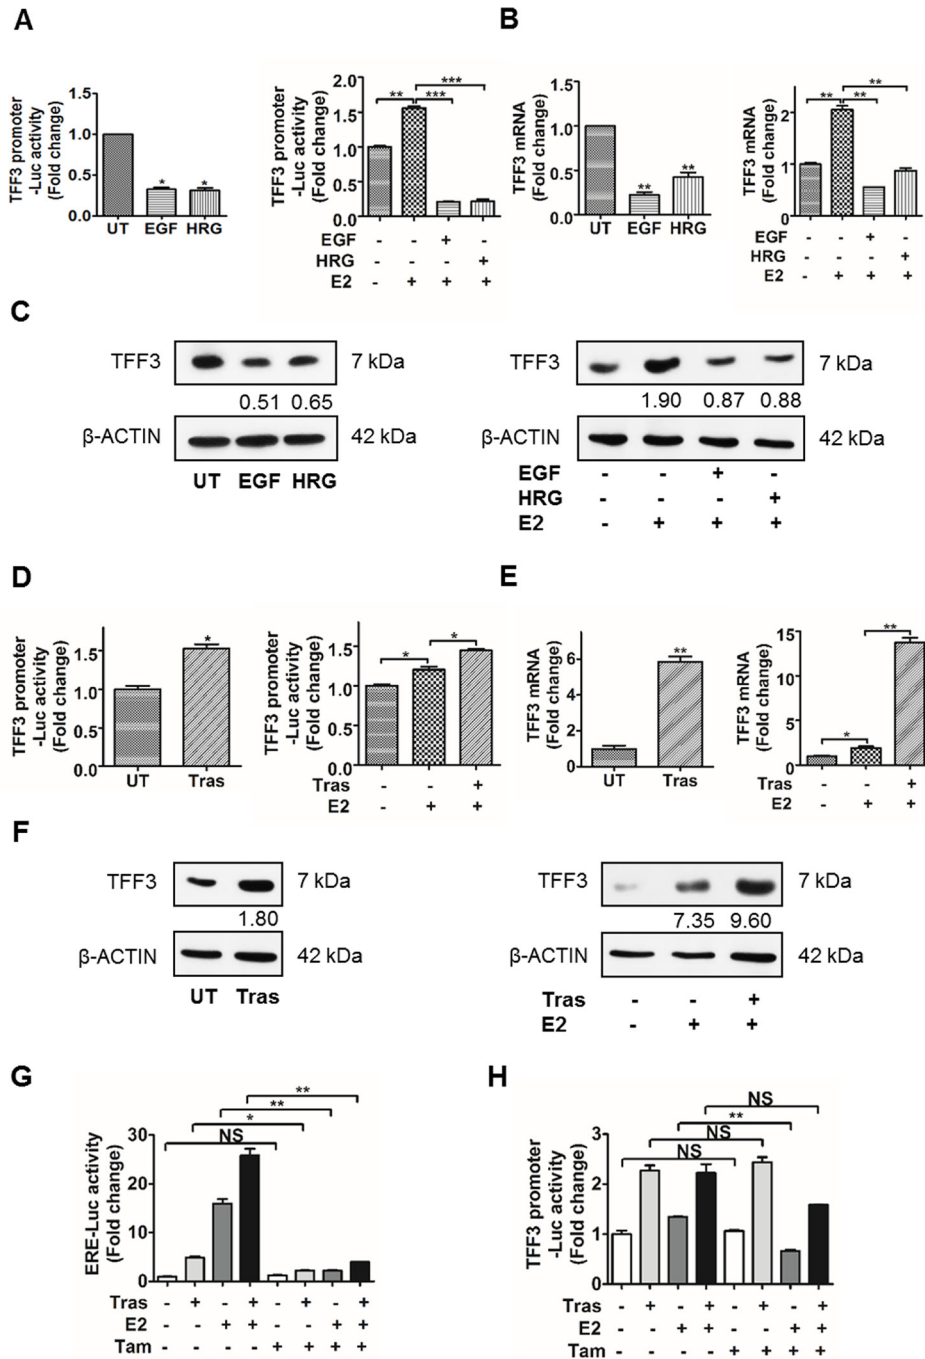 A
B
TFF3 promoter
-Luc activity
(Fold change)
1.5
1.0
0.5
0.0
*
*
UT EGF HRG
TFF3 promoter
-Luc activity
(Fold change)
2.0
1.5
1.0
0.5
0.0
***
** ***
EGF - - + -
HRG - - - +
E2 - + + +
TFF3 mRNA
(Fold change)
1.5
1.0
0.5
0.0
**
**
UT EGF HRG
TFF3 mRNA
(Fold change)
2
1
0
**
** **
EGF - - + -
HRG - - - +
E2 - + + +
C
TFF3 7 kDa
0.51 0.65
β-ACTIN 42 kDa
UT EGF HRG
TFF3 7 kDa
1.90 0.87 0.88
β-ACTIN 42 kDa
EGF - - + -
HRG - - - +
E2 - + + +
D
E
TFF3 promoter
-Luc activity
(Fold change)
1.5
1.0
0.5
0.0
*
UT Tras
TFF3 promoter
-Luc activity
(Fold change)
1.5
1.0
0.5
0.0
*
*
Tras - - +
E2 - + +
TFF3 mRNA
(Fold change)
6
4
2
0
**
UT Tras
TFF3 mRNA
(Fold change)
15
10
5
0
**
*
Tras - - +
E2 - + +
F
TFF3 7 kDa
1.80
β-ACTIN 42 kDa
UT Tras
TFF3 7 kDa
7.35 9.60
β-ACTIN 42 kDa
Tras - - +
E2 - + +
G
H
ERE-Luc activity
(Fold change)
30
20
10
0
**
**
*
NS
Tras - + - + - + - +
E2 - - + + - - + +
Tam - - - - + + + +
TFF3 promoter
-Luc activity
(Fold change)
3
2
1
0
NS
**
NS
NS
Tras - + - + - + - +
E2 - - + + - - + +
Tam - - - - + + + +